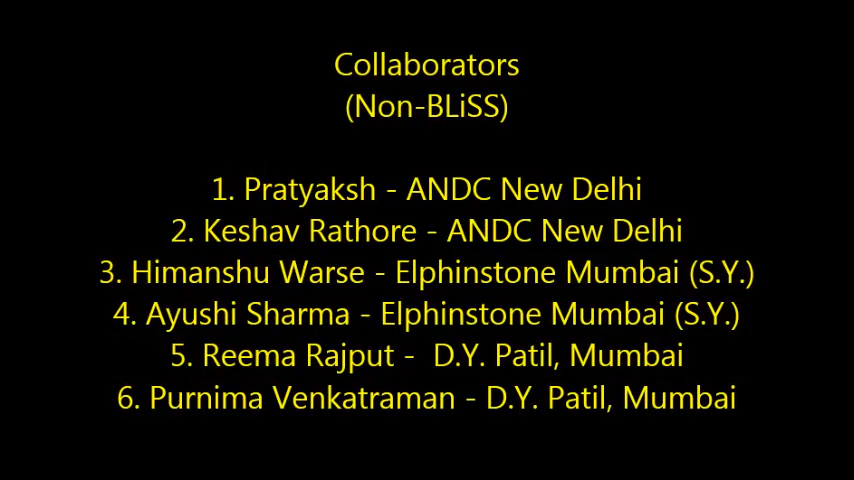 Collaborators
(Non-BLiSS)
1. Pratyaksh - ANDC New Delhi
2. Keshav Rathore - ANDC New Delhi
3. Himanshu Warse - Elphinstone Mumbai (S.Y.)
4. Ayushi Sharma - Elphinstone Mumbai (S.Y.)
5. Reema Rajput -  D.Y. Patil, Mumbai
6. Purnima Venkatraman - D.Y. Patil, Mumbai